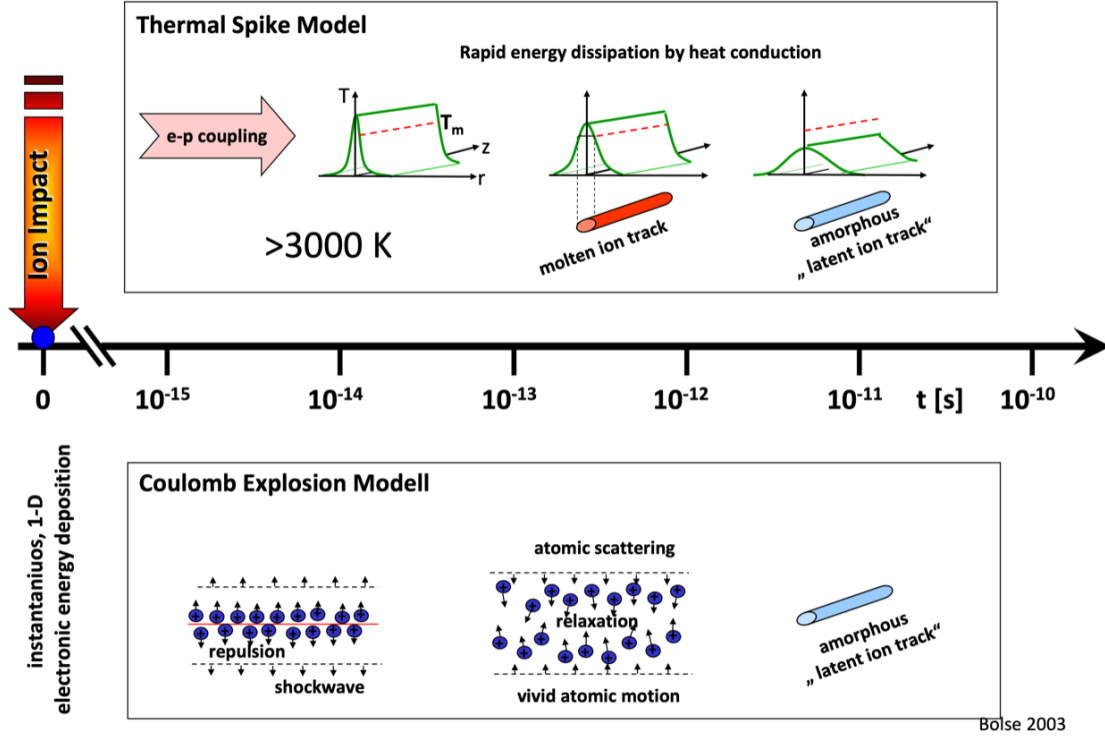 Thermal Spike Model
Rapid energy dissipation by heat conduction
Ion Impact
e-p coupling
T
Tm
z
r
>3000 K
molten ion track
amorphous
„ latent ion track“
0
10-15
10-14
10-13
10-12
10-11
t [s]
10-10
instantaniuos, 1-D
electronic energy deposition
Coulomb Explosion Modell
repulsion
shockwave
atomic scattering
relaxation
vivid atomic motion
amorphous
„ latent ion track“
Bolse 2003